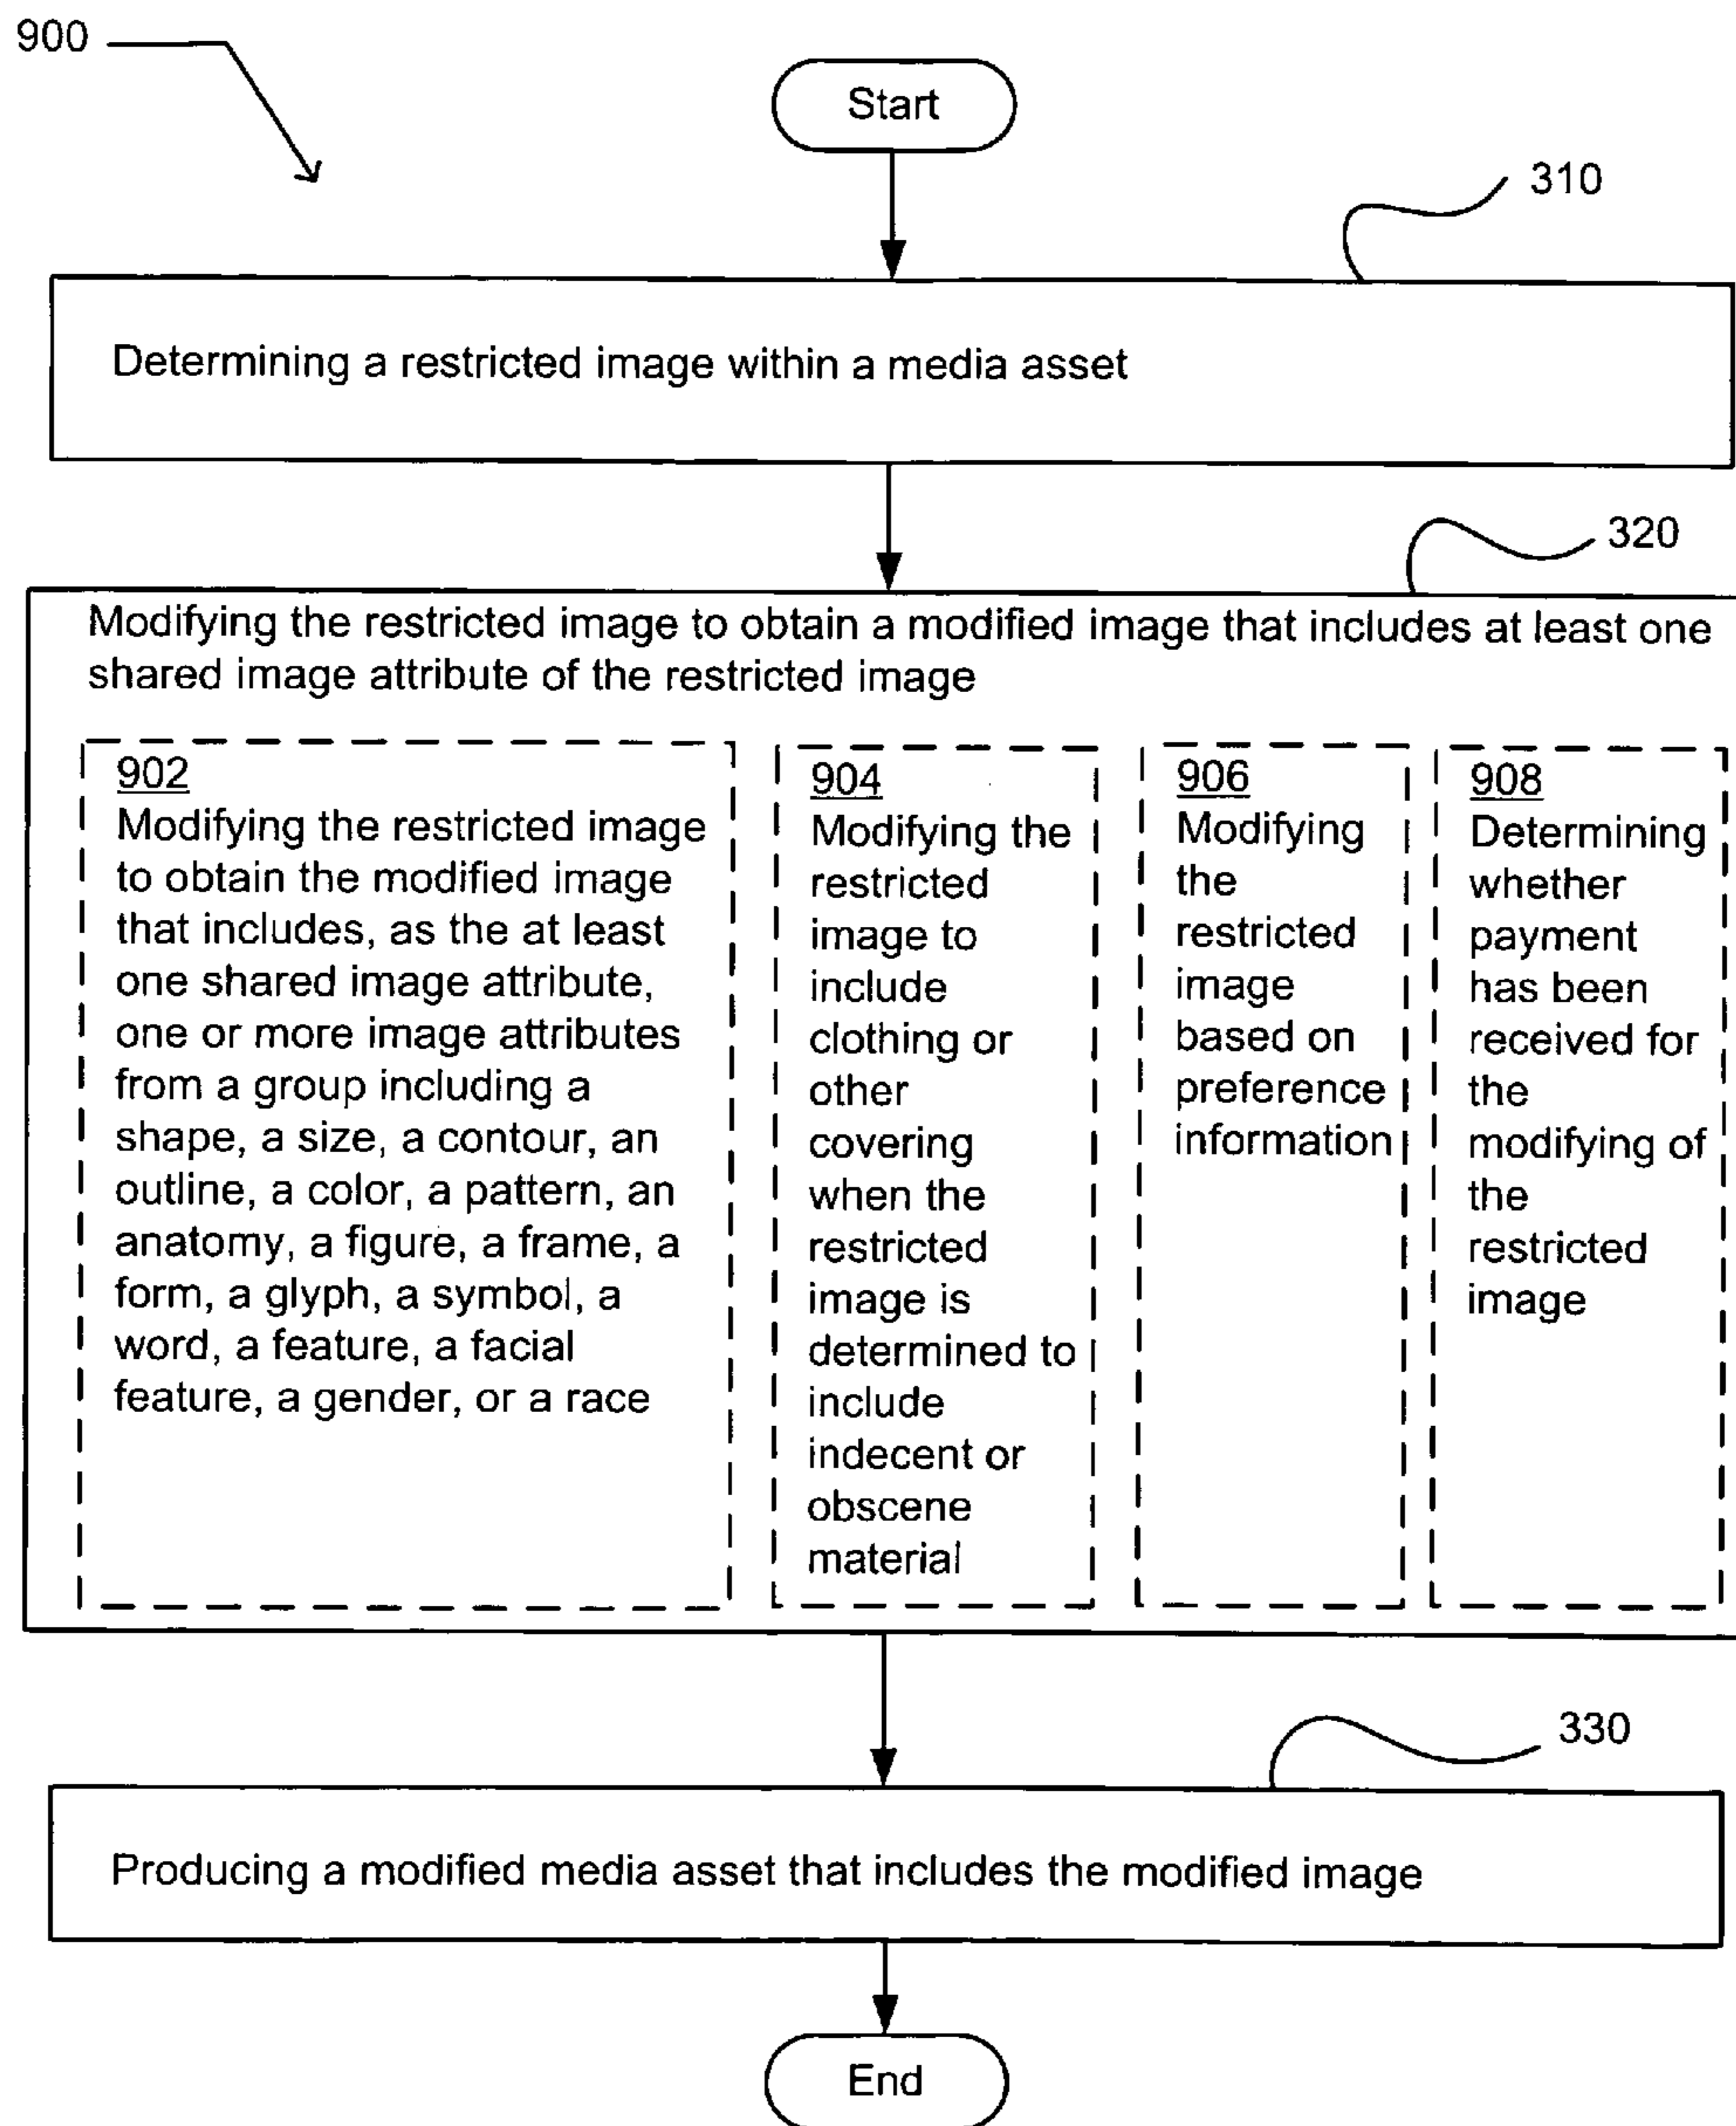 900
Start
310
Determining a restricted image within a media asset
320
Modifying the restricted image to obtain a modified image that includes at least one
shared image attribute of the restricted image
902
Modifying the restricted image
to obtain the modified image
that includes, as the at least
one shared image attribute,
one or more image attributes
from a group including a
shape, a size, a contour, an
outline, a color, a pattern, an
anatomy, a figure, a frame, a
form, a glyph, a symbol, a
word, a feature, a facial
feature, a gender, or a race
904
Modifying the
restricted
image to
include
clothing or
other
covering
when the
restricted
image is
determined to
include
indecent or
obscene
material
906
Modifying
the
restricted
image
based on
preference
information
908
Determining
whether
payment
has been
received for
the
modifying of
the
restricted
image
330
Producing a modified media asset that includes the modified image
End